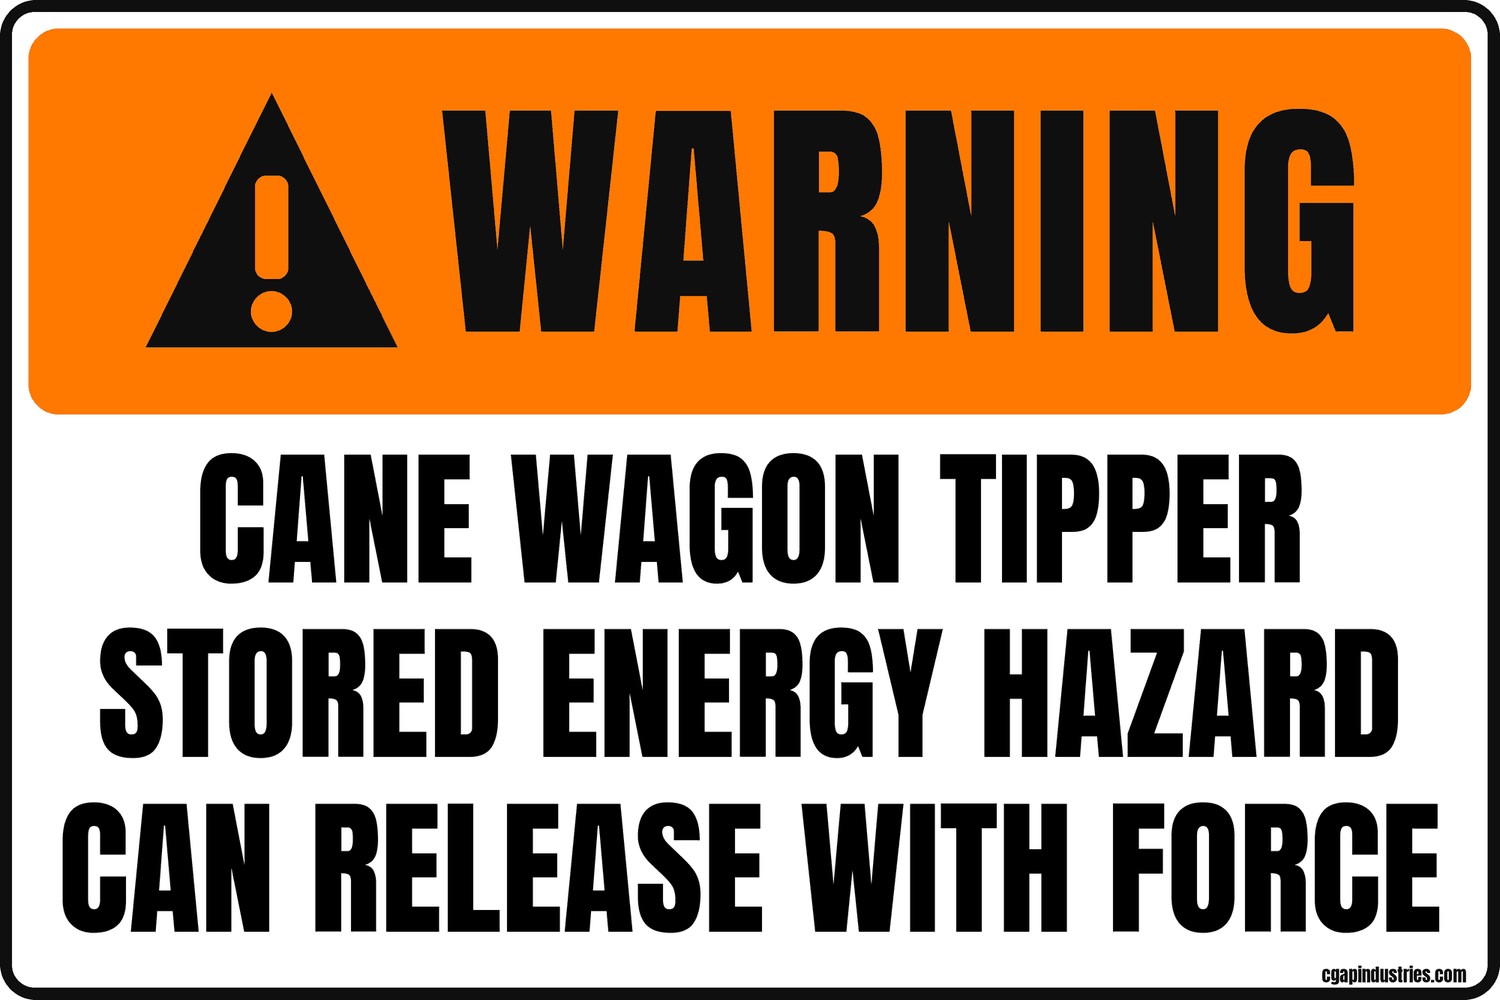 WARNING
CANE WAGON TIPPER
STORED ENERGY HAZARD
CAN RELEASE WITH FORCE
cgapindustries.com